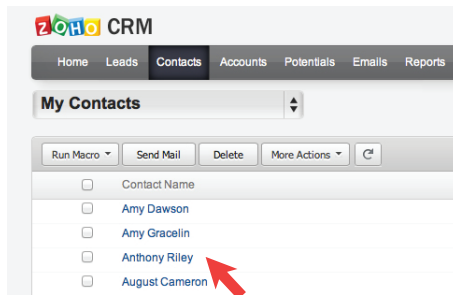 ZOHO CRM
Home Leads Contacts Accounts Potentials Emails Reports
My Contacts
Run Macro Send Mail Delete More Actions
Contact Name
Amy Dawson
Amy Gracelin
Anthony Riley
August Cameron